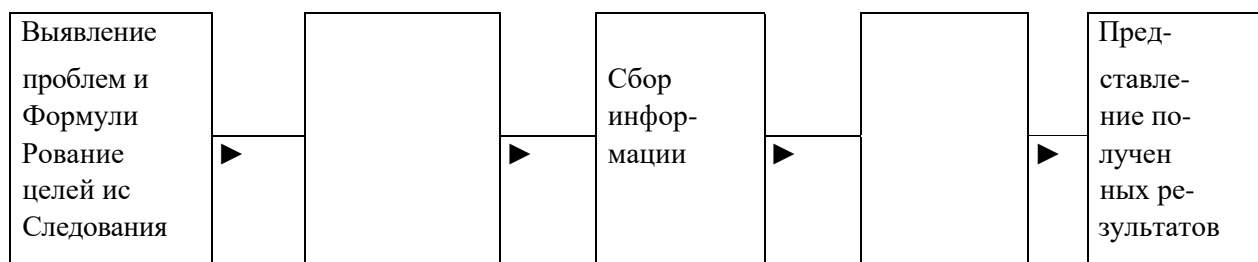 Выявление
проблем и
Формули
Рование
целей ис
Следования
Сбор
инфор-
мации
Пред-
ставле-
ние по-
лучен
ных ре-
зультатов